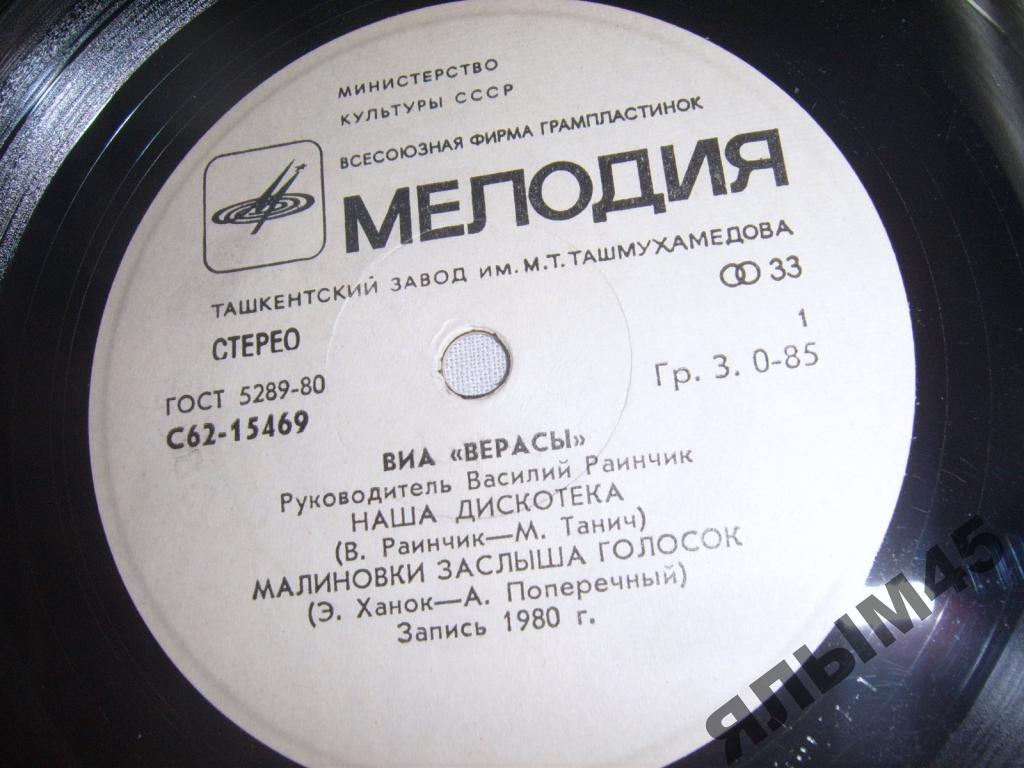 МИНИСТЕРСТВО
КУЛЬТУРЫ СССР
ВСЕСОЮЗНАЯ ФИРМА ГРАМПЛАСТИНОК
МЕЛОДИЯ
ТАШКЕНТСКИЙ ЗАВОД ИМ. М.Т. ТАШМУХАМЕДОВА
СТЕРЕО
33
ГОСТ 5289-80
1
С62-15469
Гр. 3. 0-85
ВИА «ВЕРАСЫ»
Руководитель Василий Раинчик
НАША ДИСКОТЕКА
(В. Раинчик—М. Танич)
МАЛИНОВКИ ЗАСЛЫША ГОЛОСОК
(Э. Ханок—А. Поперечный)
Запись 1980 г.
ЯЛЫМ45